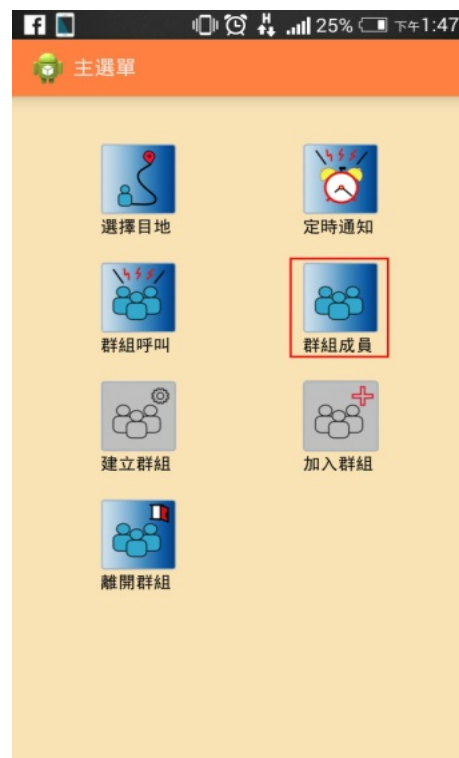 25% 下午1:47
主選單
選擇目地
定時通知
群組呼叫
群組成員
建立群組
加入群組
離開群組